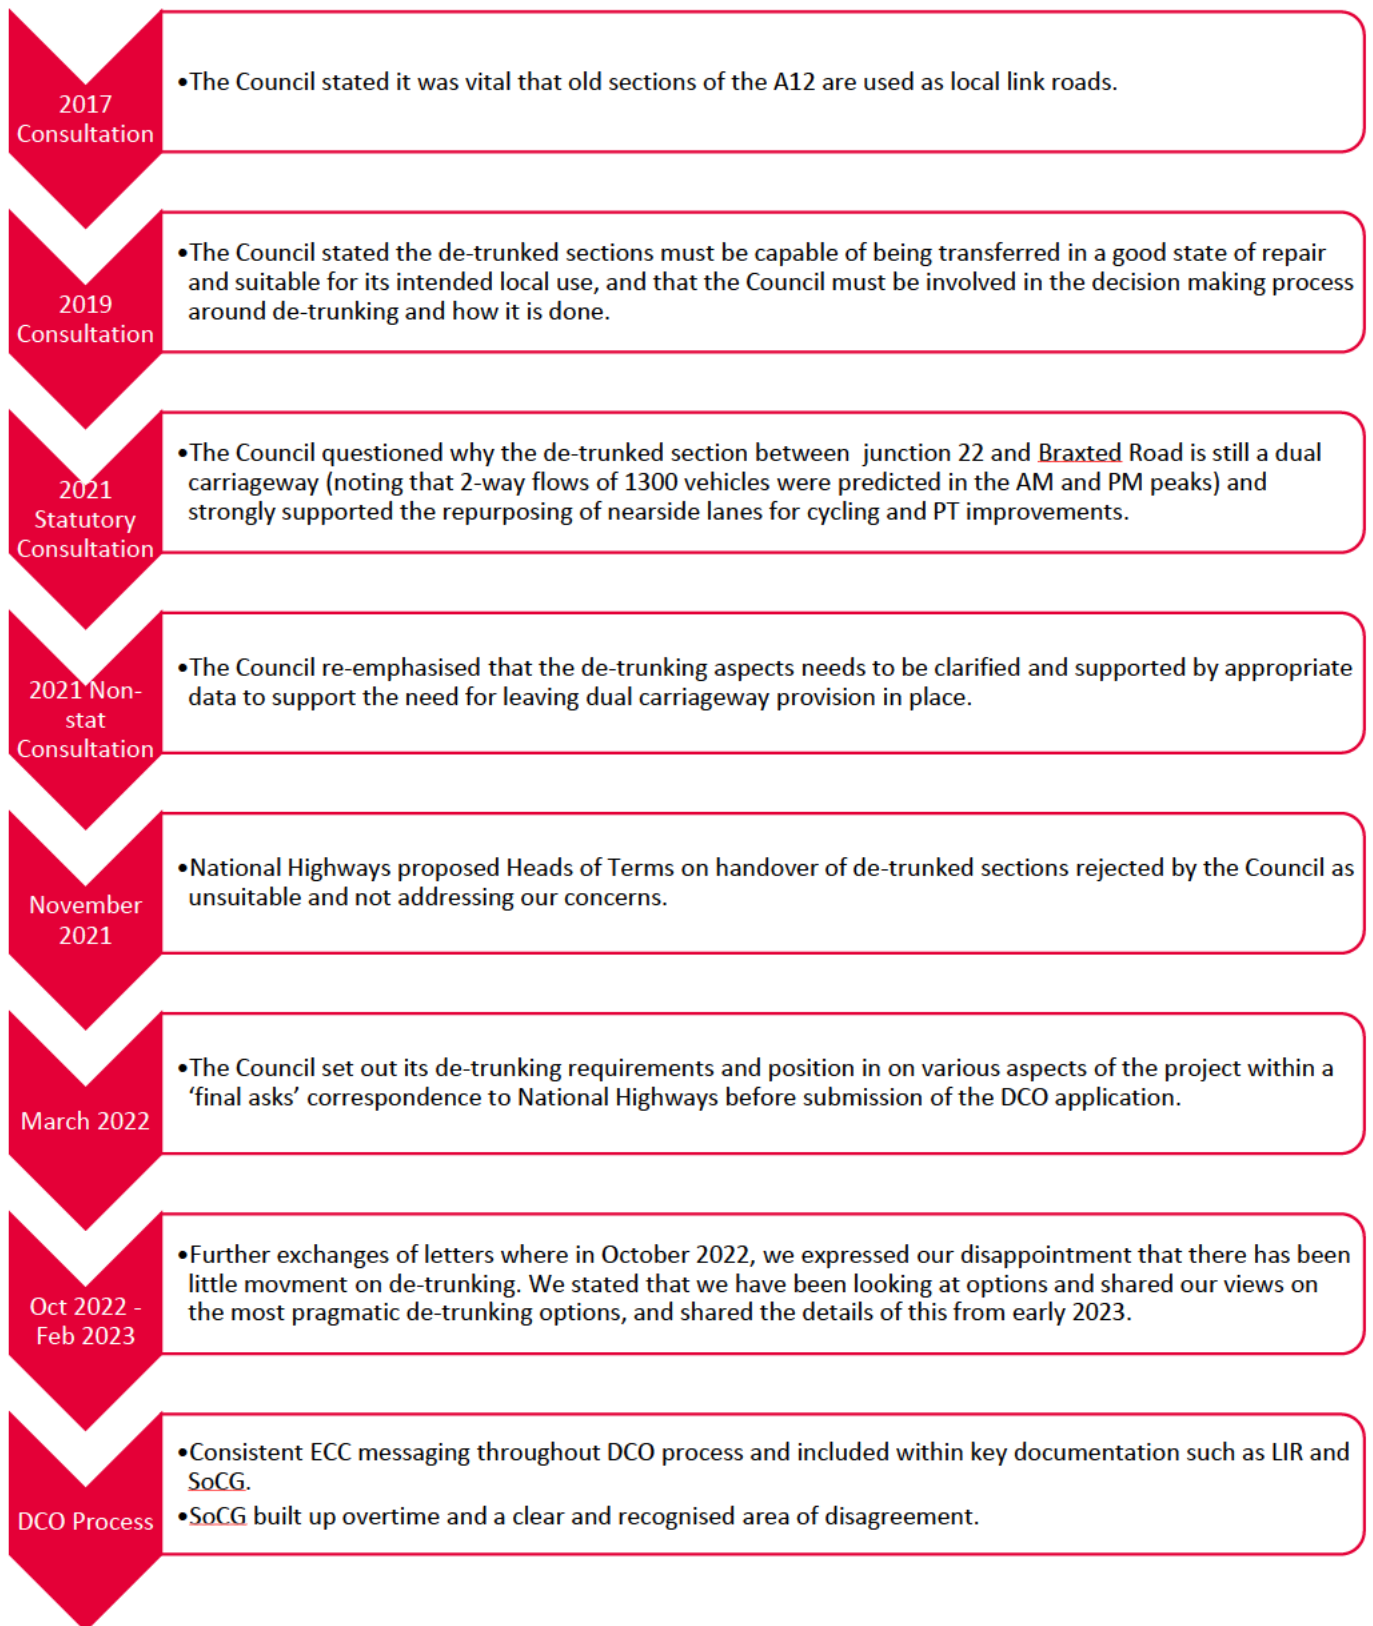 2017
Consultation
•The Council stated it was vital that old sections of the A12 are used as local link roads.
2019
Consultation
•The Council stated the de-trunked sections must be capable of being transferred in a good state of repair
and suitable for its intended local use, and that the Council must be involved in the decision making process
around de-trunking and how it is done.
2021
Statutory
Consultation
•The Council questioned why the de-trunked section between  junction 22 and Braxted Road is still a dual
carriageway (noting that 2-way flows of 1300 vehicles were predicted in the AM and PM peaks) and
strongly supported the repurposing of nearside lanes for cycling and PT improvements.
2021 Non-
stat
Consultation
•The Council re-emphasised that the de-trunking aspects needs to be clarified and supported by appropriate
data to support the need for leaving dual carriageway provision in place.
November
2021
•National Highways proposed Heads of Terms on handover of de-trunked sections rejected by the Council as
unsuitable and not addressing our concerns.
March 2022
•The Council set out its de-trunking requirements and position in on various aspects of the project within a
‘final asks’ correspondence to National Highways before submission of the DCO application.
Oct 2022 -
Feb 2023
•Further exchanges of letters where in October 2022, we expressed our disappointment that there has been
little movment on de-trunking. We stated that we have been looking at options and shared our views on
the most pragmatic de-trunking options, and shared the details of this from early 2023.
DCO Process
•Consistent ECC messaging throughout DCO process and included within key documentation such as LIR and
SoCG.
•SoCG built up overtime and a clear and recognised area of disagreement.